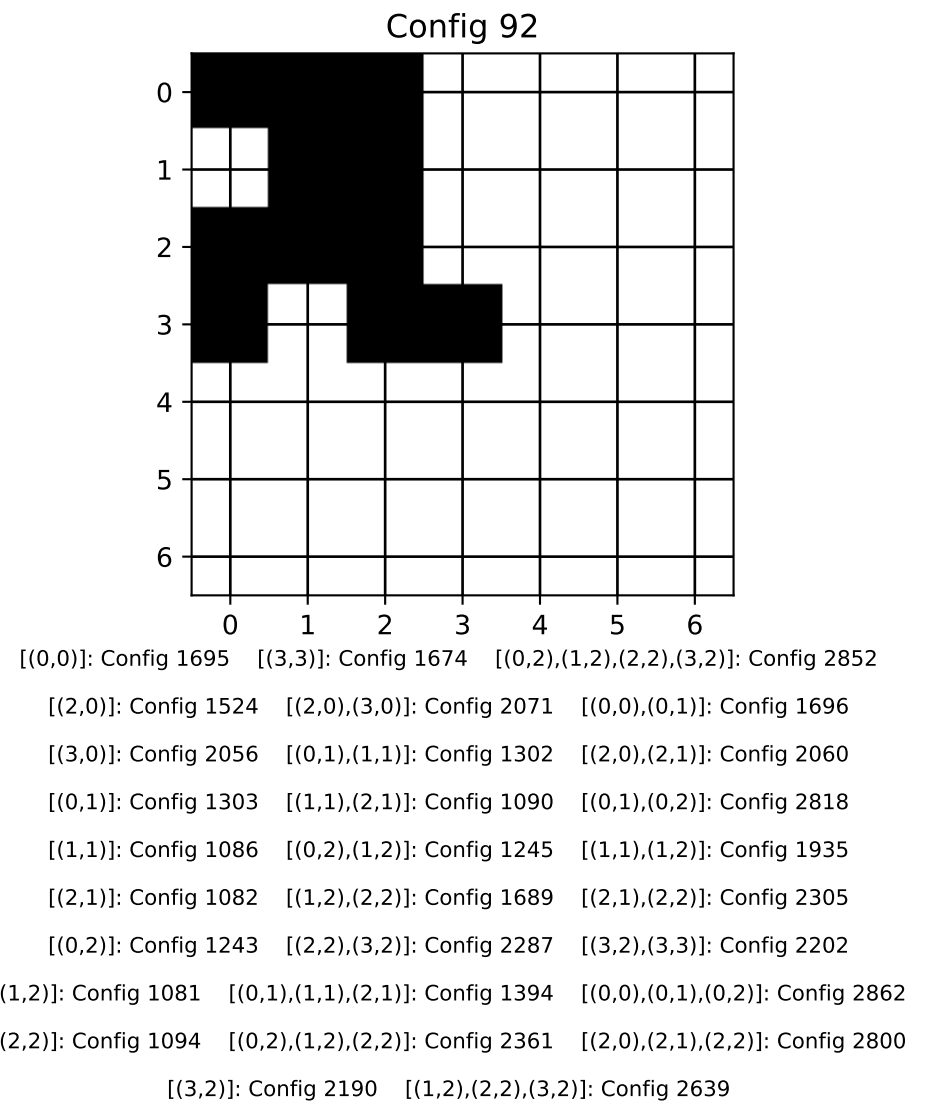 Config 92
0
1
2
3
4
5
6
0 1 2 3 4 5 6
[(0,0)]: Config 1695 [(3,3)]: Config 1674 [(0,2),(1,2),(2,2),(3,2)]: Config 2852
[(2,0)]: Config 1524 [(2,0),(3,0)]: Config 2071 [(0,0),(0,1)]: Config 1696
[(3,0)]: Config 2056 [(0,1),(1,1)]: Config 1302 [(2,0),(2,1)]: Config 2060
[(0,1)]: Config 1303 [(1,1),(2,1)]: Config 1090 [(0,1),(0,2)]: Config 2818
[(1,1)]: Config 1086 [(0,2),(1,2)]: Config 1245 [(1,1),(1,2)]: Config 1935
[(2,1)]: Config 1082 [(1,2),(2,2)]: Config 1689 [(2,1),(2,2)]: Config 2305
[(0,2)]: Config 1243 [(2,2),(3,2)]: Config 2287 [(3,2),(3,3)]: Config 2202
(1,2)]: Config 1081 [(0,1),(1,1),(2,1)]: Config 1394 [(0,0),(0,1),(0,2)]: Config 2862
(2,2)]: Config 1094 [(0,2),(1,2),(2,2)]: Config 2361 [(2,0),(2,1),(2,2)]: Config 2800
[(3,2)]: Config 2190 [(1,2),(2,2),(3,2)]: Config 2639